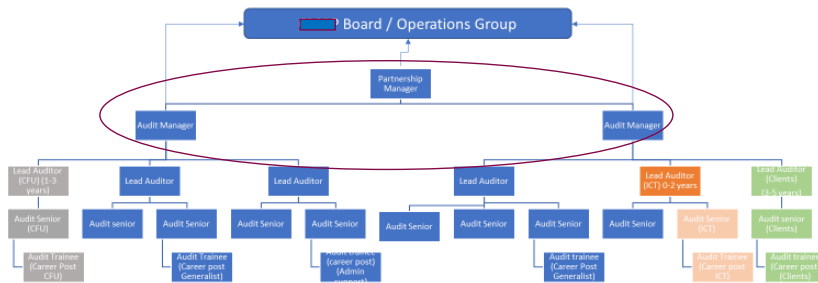 Board / Operations Group
Partnership
Manager
Audit Manager
Audit Manager
Lead Auditor
(CFU) (1-3
years)
Lead Auditor
Lead Auditor
Lead Auditor
Lead Auditor
(ICT) 0-2 years
Lead Auditor
(Clients)
(3-5 years)
Audit Senior
(CFU)
Audit senior
Audit Senior
Audit Senior
Audit Senior
Audit Senior
Audit Senior
Audit Senior
Audit Senior
Audit Senior
(ICT)
Audit senior
(Clients)
Audit Trainee
(Career Post
CFU)
Audit Trainee
(Career post
Generalist)
Audit trainee
(career post)
(Admin
support)
Audit trainee
(Career Post
Generalist)
Audit Trainee
(Career post
ICT)
Audit trainee
(Career post
(Clients)